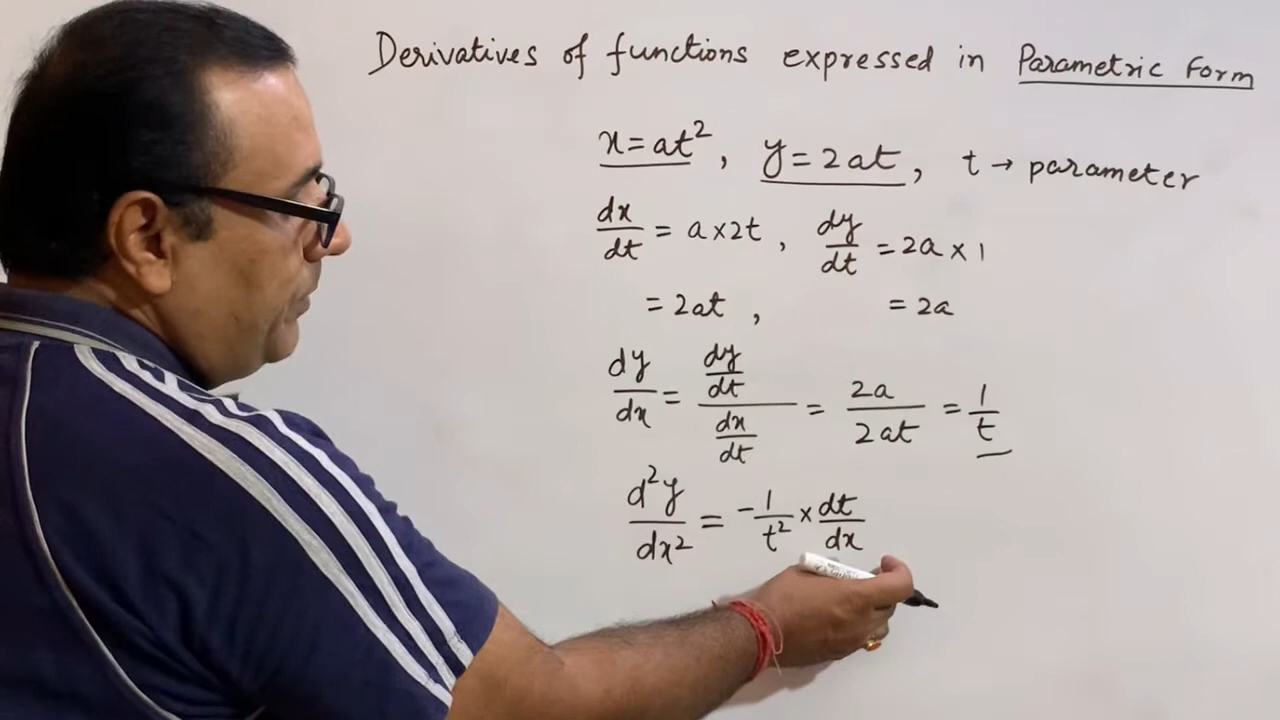 Derivatives of functions expressed in Parametric Form
x = at², y = 2at, t → parameter
dx/dt = a×2t, dy/dt = 2a×1
= 2at, = 2a
dy/dx = (dy/dt)/(dx/dt) = 2a/2at = 1/t
d²y/dx² = -1/t² × dt/dx